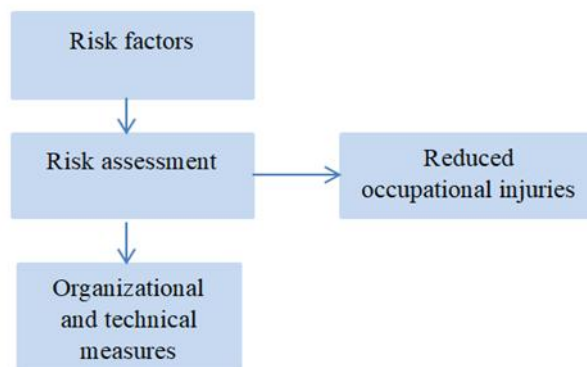 Risk factors
Risk assessment
Reduced
occupational injuries
Organizational
and technical
measures